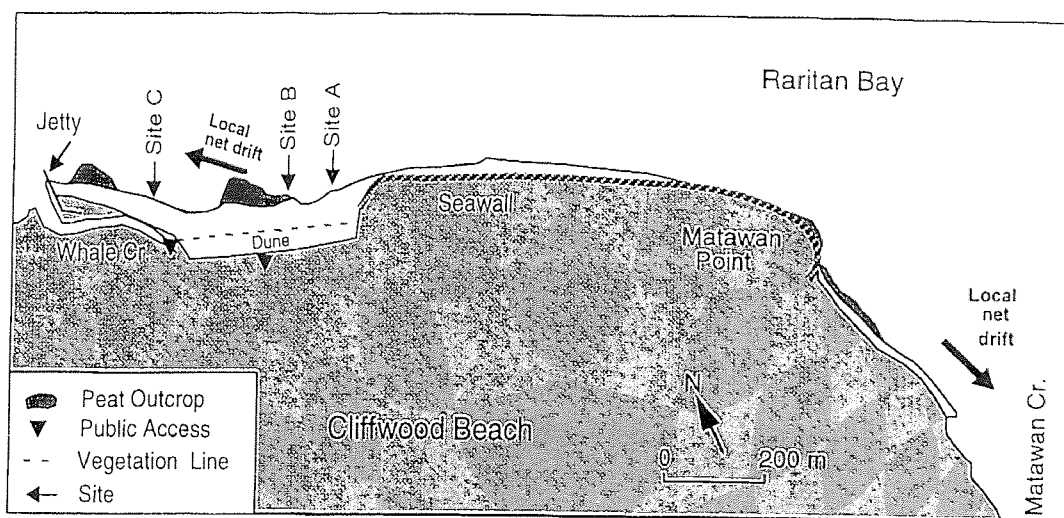 Raritan Bay
Jetty
Site C
Local
net drift
Site B
Site A
Seawall
Dune
Whale Cr.
Matawan
Point
Local
net
drift
N
Peat Outcrop
Public Access
Vegetation Line
Site
Cliffwood Beach
0 200 m
Matawan Cr.